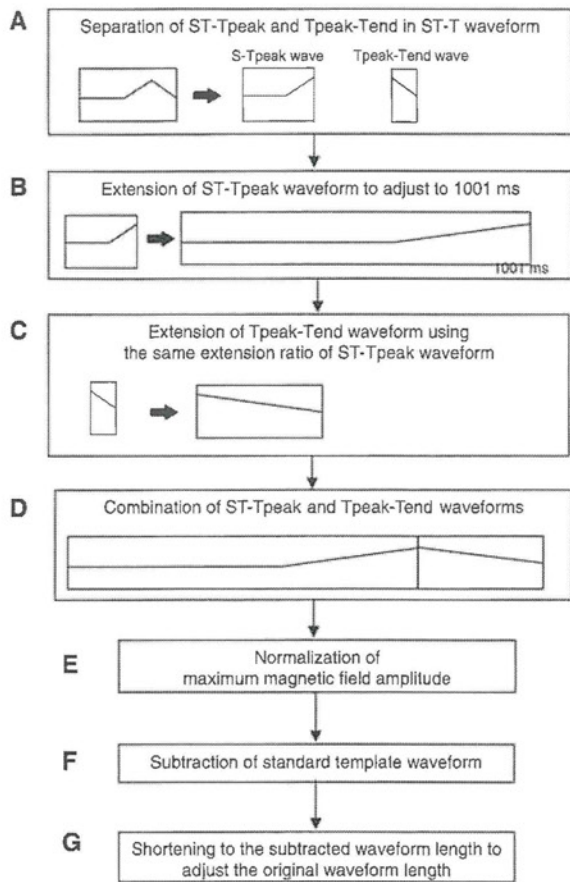 A
Separation of ST-Tpeak and Tpeak-Tend in ST-T waveform
S-Tpeak wave
Tpeak-Tend wave
B
Extension of ST-Tpeak waveform to adjust to 1001 ms
1001 ms
C
Extension of Tpeak-Tend waveform using
the same extension ratio of ST-Tpeak waveform
D
Combination of ST-Tpeak and Tpeak-Tend waveforms
E
Normalization of
maximum magnetic field amplitude
F
Subtraction of standard template waveform
G
Shortening to the subtracted waveform length to
adjust the original waveform length